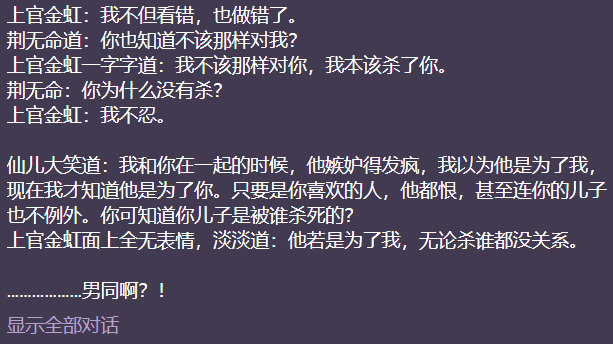 上官金虹：我不但看错，也做错了。
荆无命道：你也知道不该那样对我？
上官金虹一字字道：我不该那样对你，我本该杀了你。
荆无命：你为什么没有杀？
上官金虹：我不忍。
仙儿大笑道：我和你在一起的时候，他嫉妒得发疯，我以为他是为了我，
现在我才知道他是为了你。只要是你喜欢的人，他都恨，甚至连你的儿子
也不例外。你可知道你儿子是被谁杀死的？
上官金虹面上全无表情，淡淡道：他若是为了我，无论杀谁都没关系。
………………男同啊？！
显示全部对话